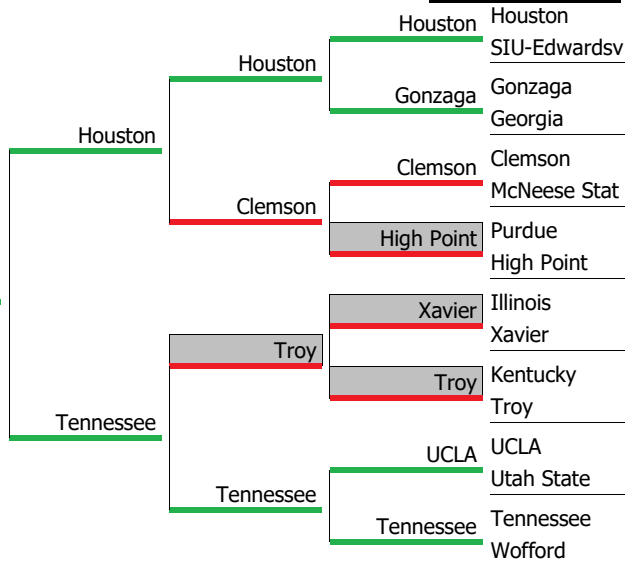 Houston
SIU-Edwardsv
Gonzaga
Georgia
Clemson
McNeese Stat
Purdue
High Point
Illinois
Xavier
Kentucky
Troy
UCLA
Utah State
Tennessee
Wofford
Houston
Gonzaga
Clemson
High Point
Xavier
Troy
UCLA
Tennessee
Houston
Clemson
Troy
Tennessee
Houston
Tennessee